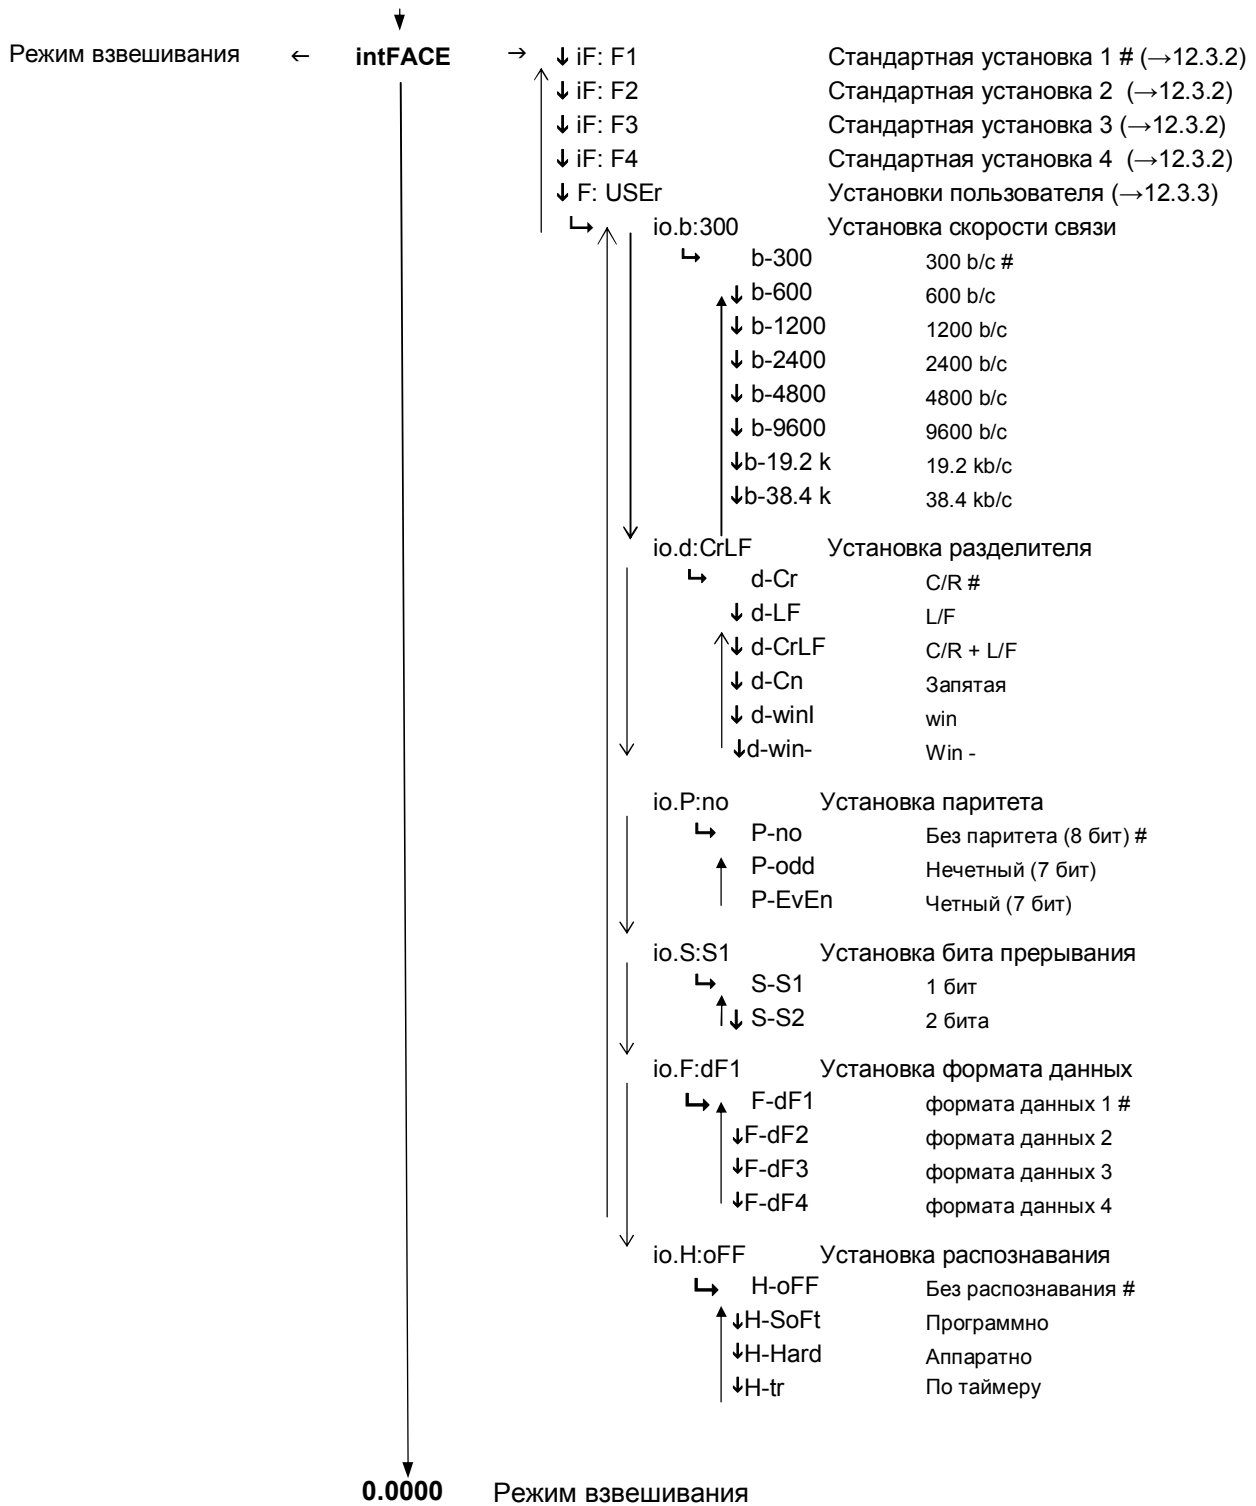 Режим взвешивания ← intFACE → ↓ iF: F1 Стандартная установка 1 # (→12.3.2)
↓ iF: F2 Стандартная установка 2 (→12.3.2)
↓ iF: F3 Стандартная установка 3 (→12.3.2)
↓ iF: F4 Стандартная установка 4 (→12.3.2)
↓ F: USEr Установки пользователя (→12.3.3)
io.b:300 Установка скорости связи
b-300 300 b/c #
↓ b-600 600 b/c
↓ b-1200 1200 b/c
↓ b-2400 2400 b/c
↓ b-4800 4800 b/c
↓ b-9600 9600 b/c
↓b-19.2 k 19.2 kb/c
↓b-38.4 k 38.4 kb/c
io.d:CrLF Установка разделителя
d-Cr C/R #
↓ d-LF L/F
↓ d-CrLF C/R + L/F
↓ d-Cn Запятая
↓ d-winI win
↓d-win- Win -
io.P:no Установка паритета
P-no Без паритета (8 бит) #
P-odd Нечетный (7 бит)
P-EvEn Четный (7 бит)
io.S:S1 Установка бита прерывания
S-S1 1 бит
↓ S-S2 2 бита
io.F:dF1 Установка формата данных
F-dF1 формата данных 1 #
↓F-dF2 формата данных 2
↓F-dF3 формата данных 3
↓F-dF4 формата данных 4
io.H:oFF Установка распознавания
H-oFF Без распознавания #
↓H-SoFt Программно
↓H-Hard Аппаратно
↓H-tr По таймеру
0.0000 Режим взвешивания